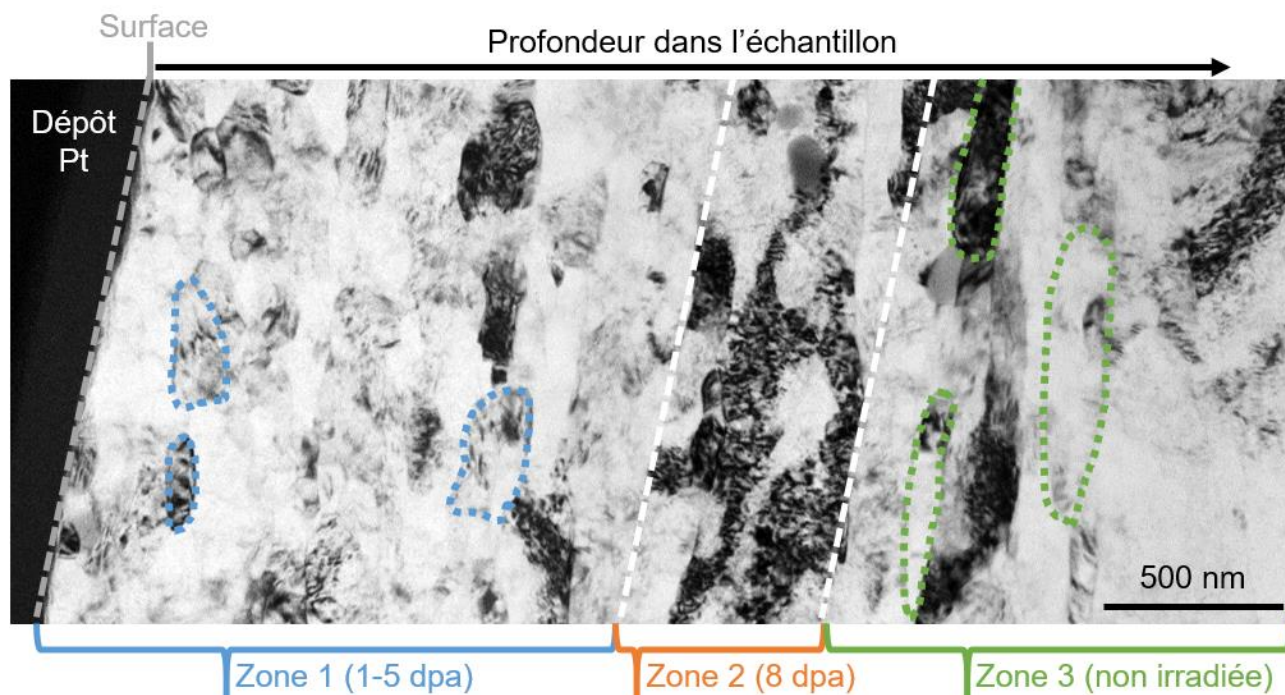 Surface
Profondeur dans l'échantillon
Dépôt
Pt
500 nm
Zone 1 (1-5 dpa)
Zone 2 (8 dpa)
Zone 3 (non irradiée)